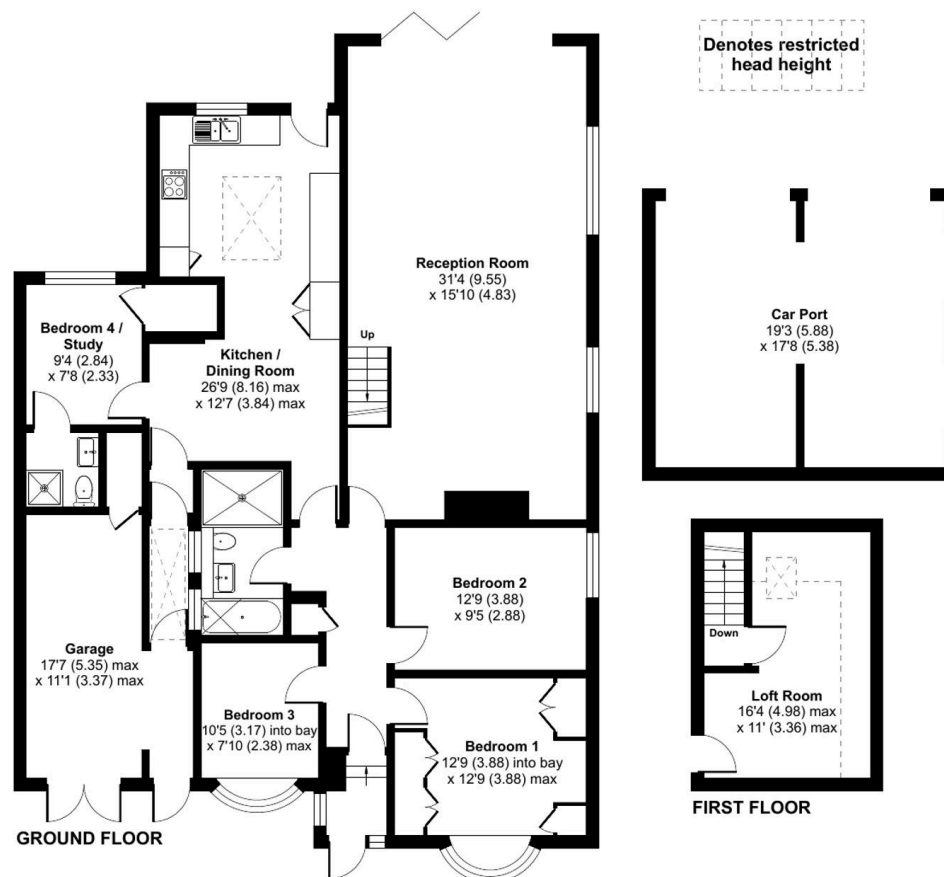 Denotes restricted
head height
Reception Room
31'4 (9.55)
x 15'10 (4.83)
Up
Bedroom 4 /
Study
9'4 (2.84)
x 7'8 (2.33)
Kitchen /
Dining Room
26'9 (8.16) max
x 12'7 (3.84) max
Car Port
19'3 (5.88)
x 17'8 (5.38)
Bedroom 2
12'9 (3.88)
x 9'5 (2.88)
Garage
17'7 (5.35) max
x 11'1 (3.37) max
Bedroom 3
10'5 (3.17) into bay
x 7'10 (2.38) max
Bedroom 1
12'9 (3.88) into bay
x 12'9 (3.88) max
GROUND FLOOR
Down
Loft Room
16'4 (4.98) max
x 11' (3.36) max
FIRST FLOOR